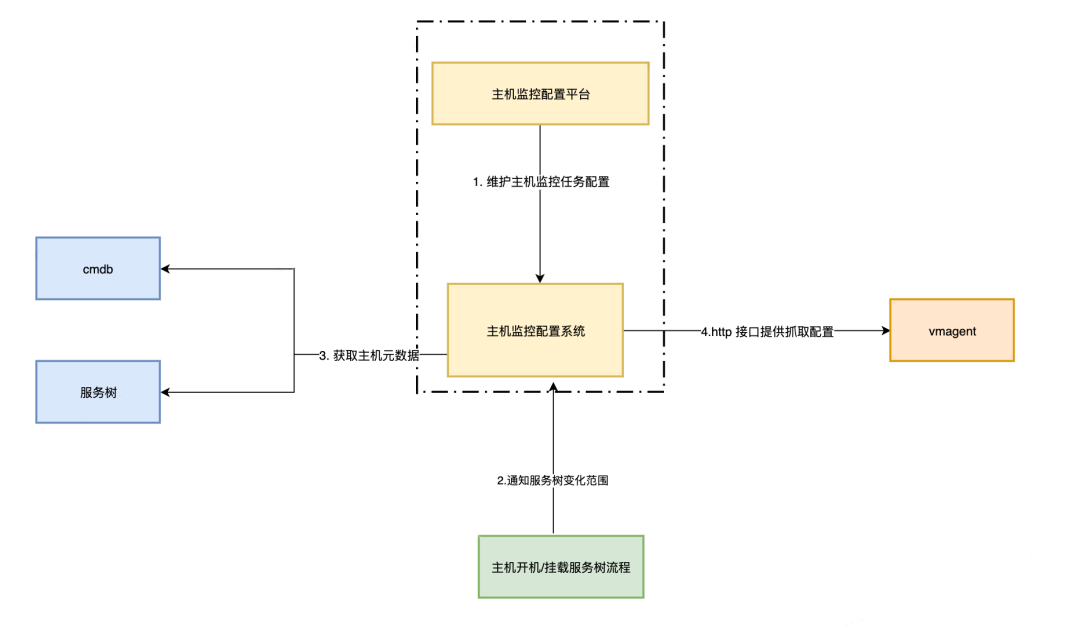 主机监控配置平台
1. 维护主机监控任务配置
cmdb
主机监控配置系统
4.http 接口提供抓取配置
vmagent
3. 获取主机元数据
服务树
2.通知服务树变化范围
主机开机/挂载服务树流程